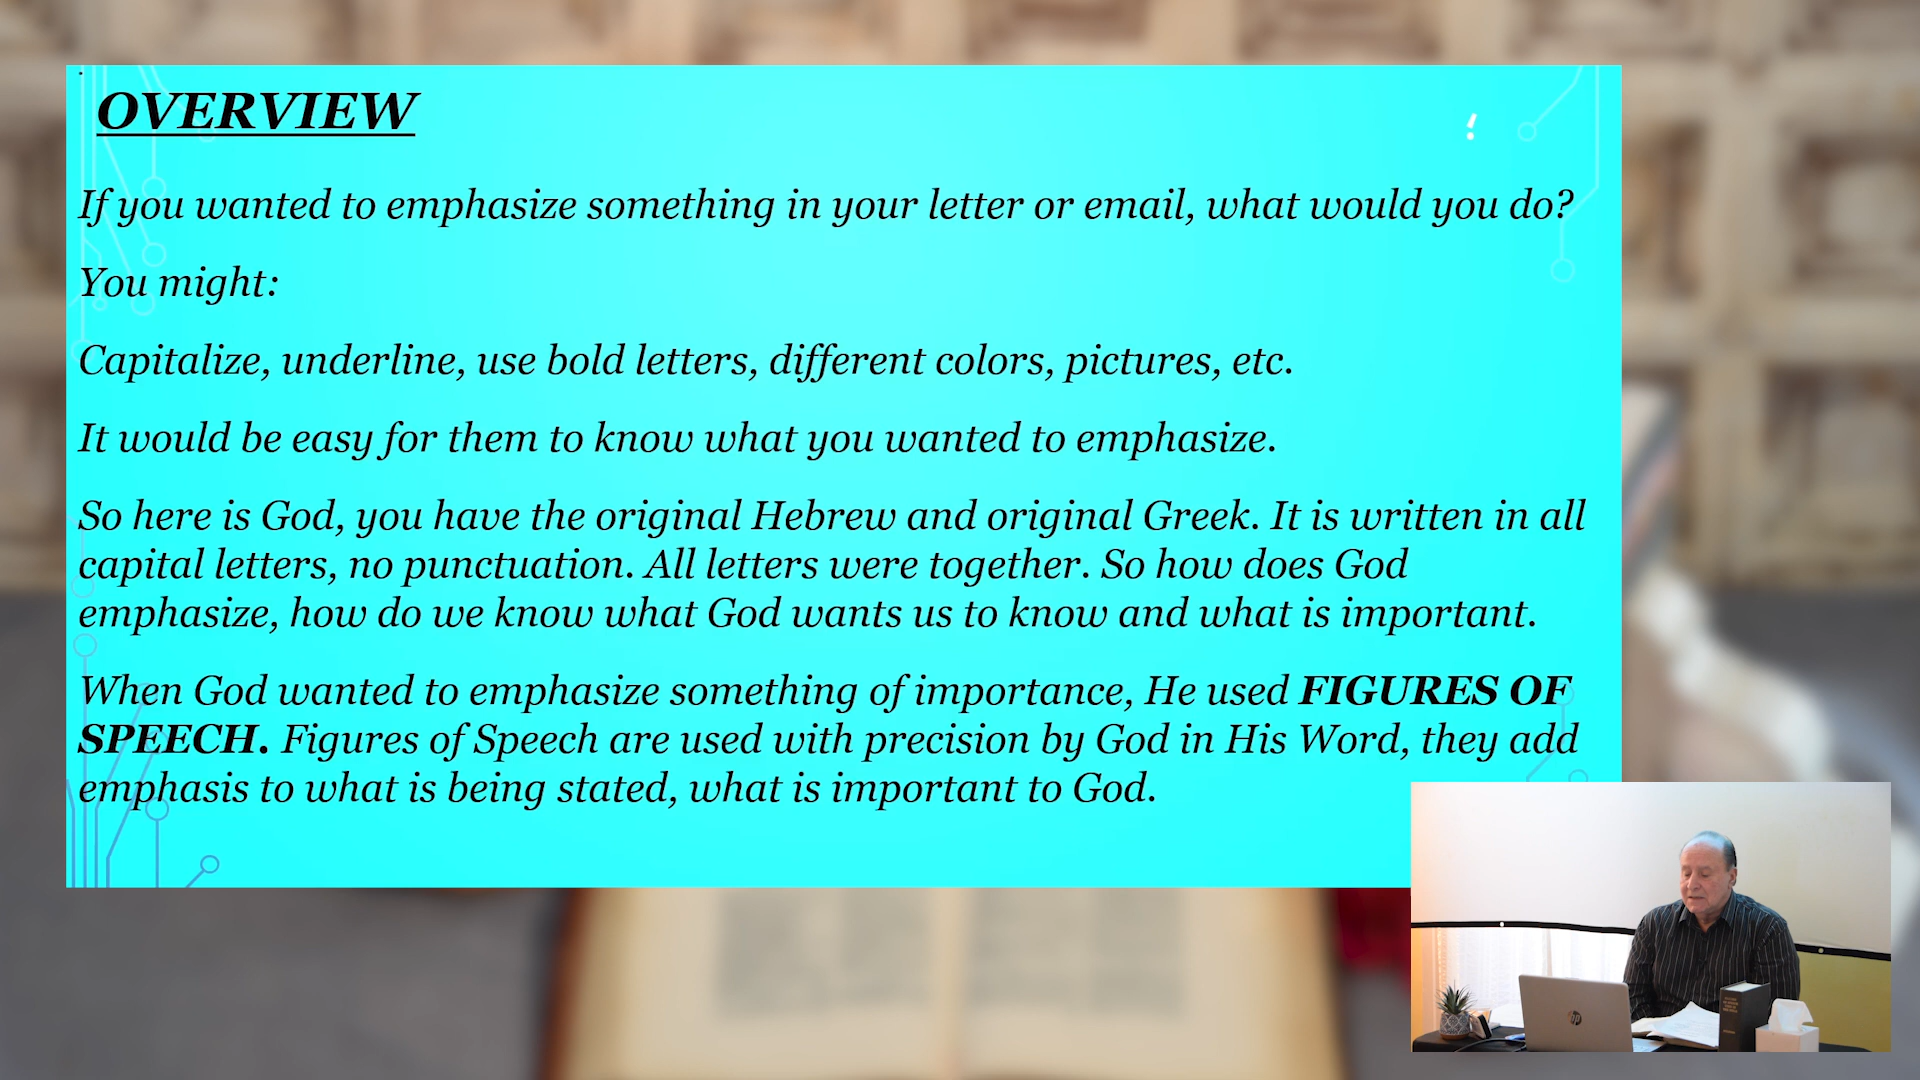 OVERVIEW
!
If you wanted to emphasize something in your letter or email, what would you do?
You might:
Capitalize, underline, use bold letters, different colors, pictures, etc.
It would be easy for them to know what you wanted to emphasize.
So here is God, you have the original Hebrew and original Greek. It is written in all
capital letters, no punctuation. All letters were together. So how does God
emphasize, how do we know what God wants us to know and what is important.
When God wanted to emphasize something of importance, He used FIGURES OF
SPEECH. Figures of Speech are used with precision by God in His Word, they add
emphasis to what is being stated, what is important to God.
hp